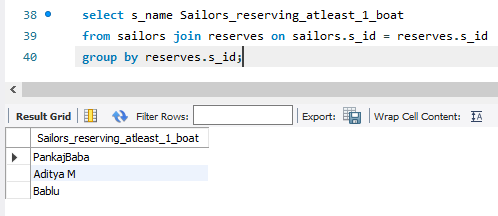 38 select s_name Sailors_reserving_atleast_1_boat
39 from sailors join reserves on sailors.s_id = reserves.s_id
40 group by reserves.s_id;
Result Grid Filter Rows: Export: Wrap Cell Content: IA
Sailors_reserving_atleast_1_boat
PankajBaba
Aditya M
Bablu